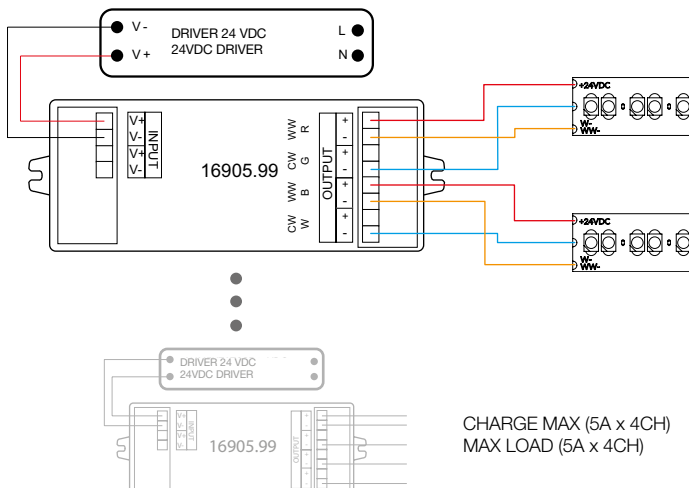 V-
DRIVER 24 VDC
L
V+
24VDC DRIVER
N
+24VDC
W-
WW-
V+
V-
V+
V-
INPUT
16905.99
WW
R
CW
G
WW
B
CW
W
OUTPUT
+
-
+
-
+
-
+
-
+24VDC
W-
WW-
DRIVER 24 VDC
24VDC DRIVER
INPUT
16905.99
OUTPUT
CHARGE MAX (5A x 4CH)
MAX LOAD (5A x 4CH)